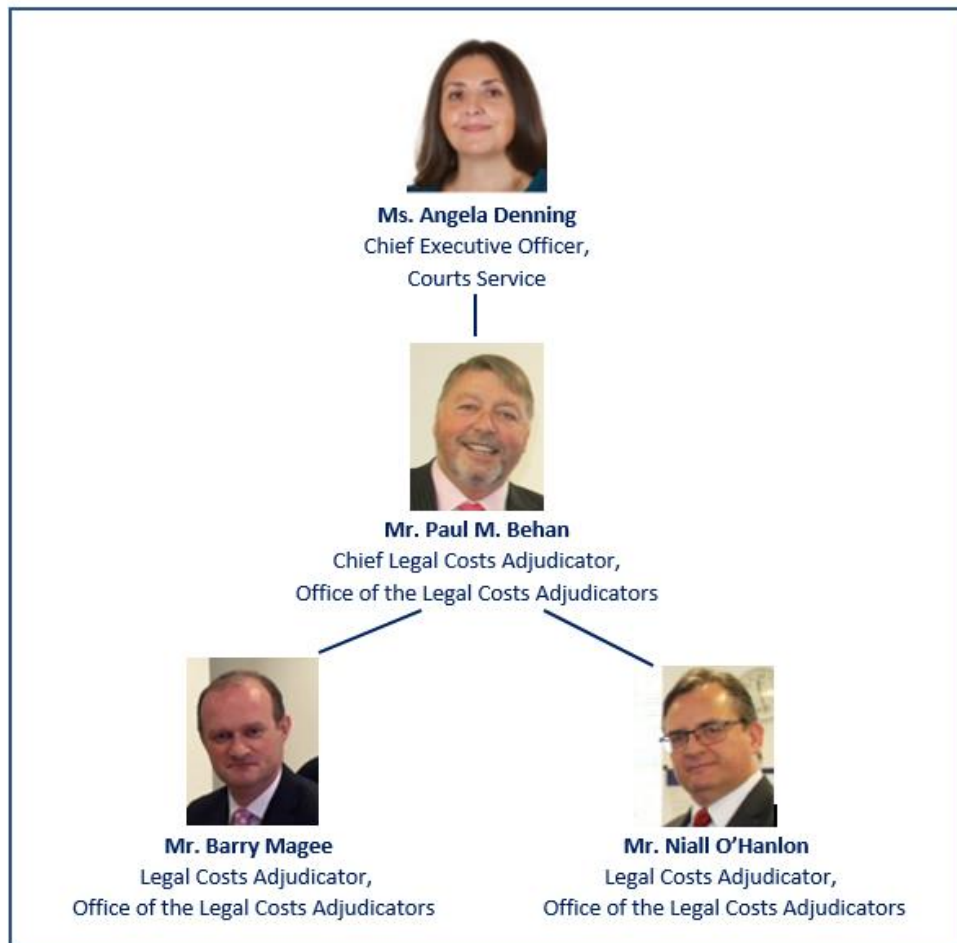 Ms. Angela Denning
Chief Executive Officer,
Courts Service
Mr. Paul M. Behan
Chief Legal Costs Adjudicator,
Office of the Legal Costs Adjudicators
Mr. Barry Magee
Legal Costs Adjudicator,
Office of the Legal Costs Adjudicators
Mr. Niall O’Hanlon
Legal Costs Adjudicator,
Office of the Legal Costs Adjudicators